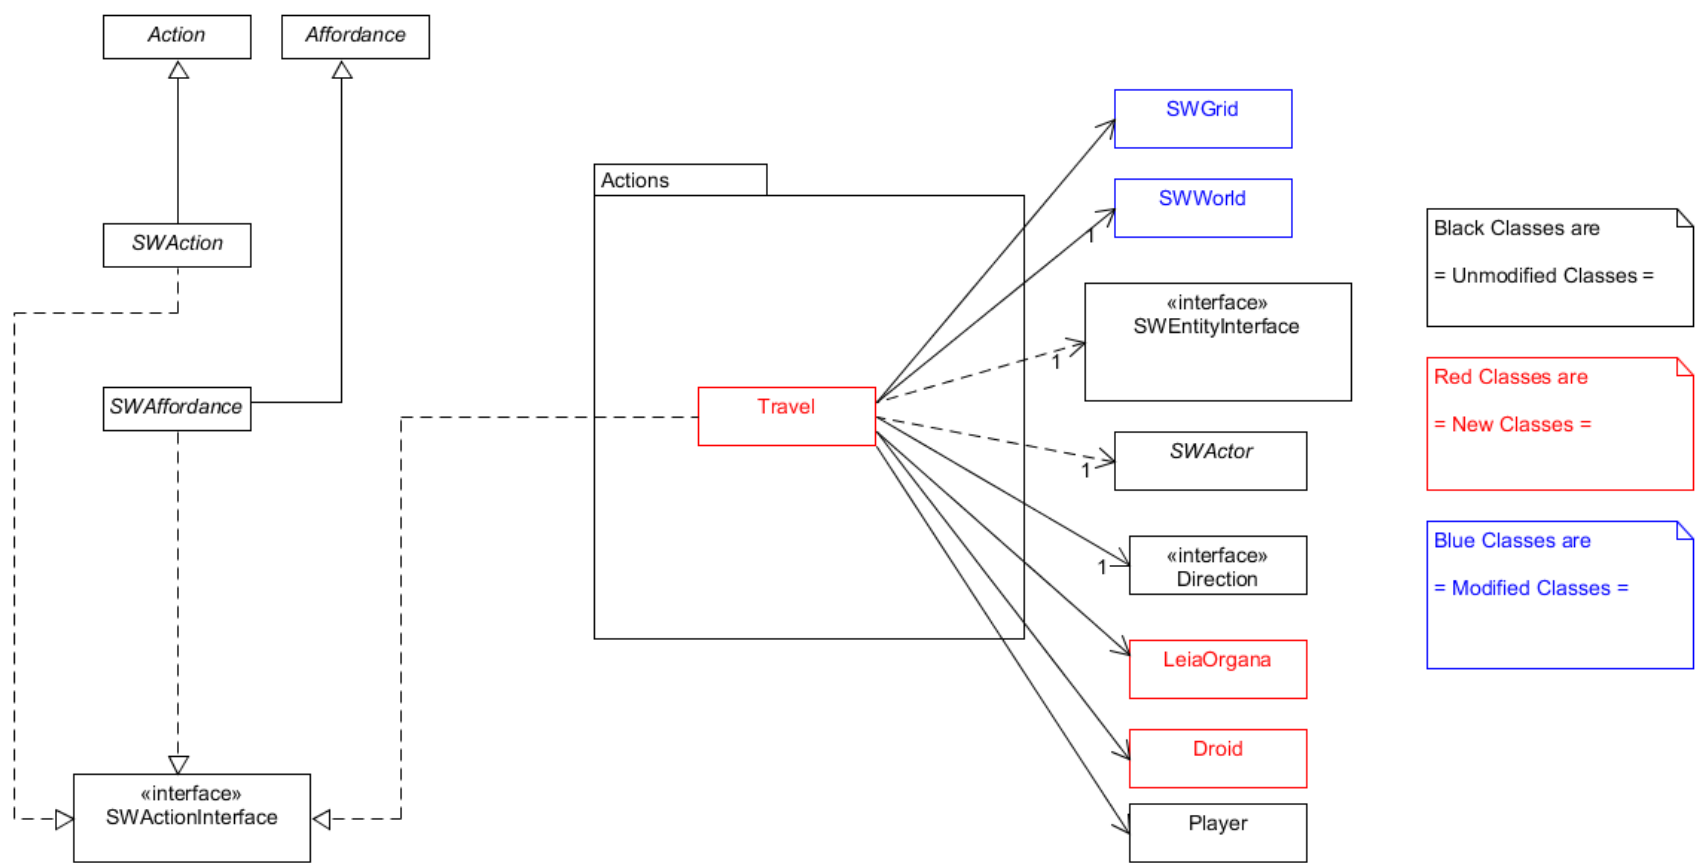 Action
Affordance
SWAction
SWAffordance
«interface»
SWActionInterface
Actions
Travel
SWGrid
SWWorld
1
«interface»
SWEntityInterface
1
SWActor
1
«interface»
Direction
1
LeiaOrgana
Droid
Player
Black Classes are
= Unmodified Classes =
Red Classes are
= New Classes =
Blue Classes are
= Modified Classes =